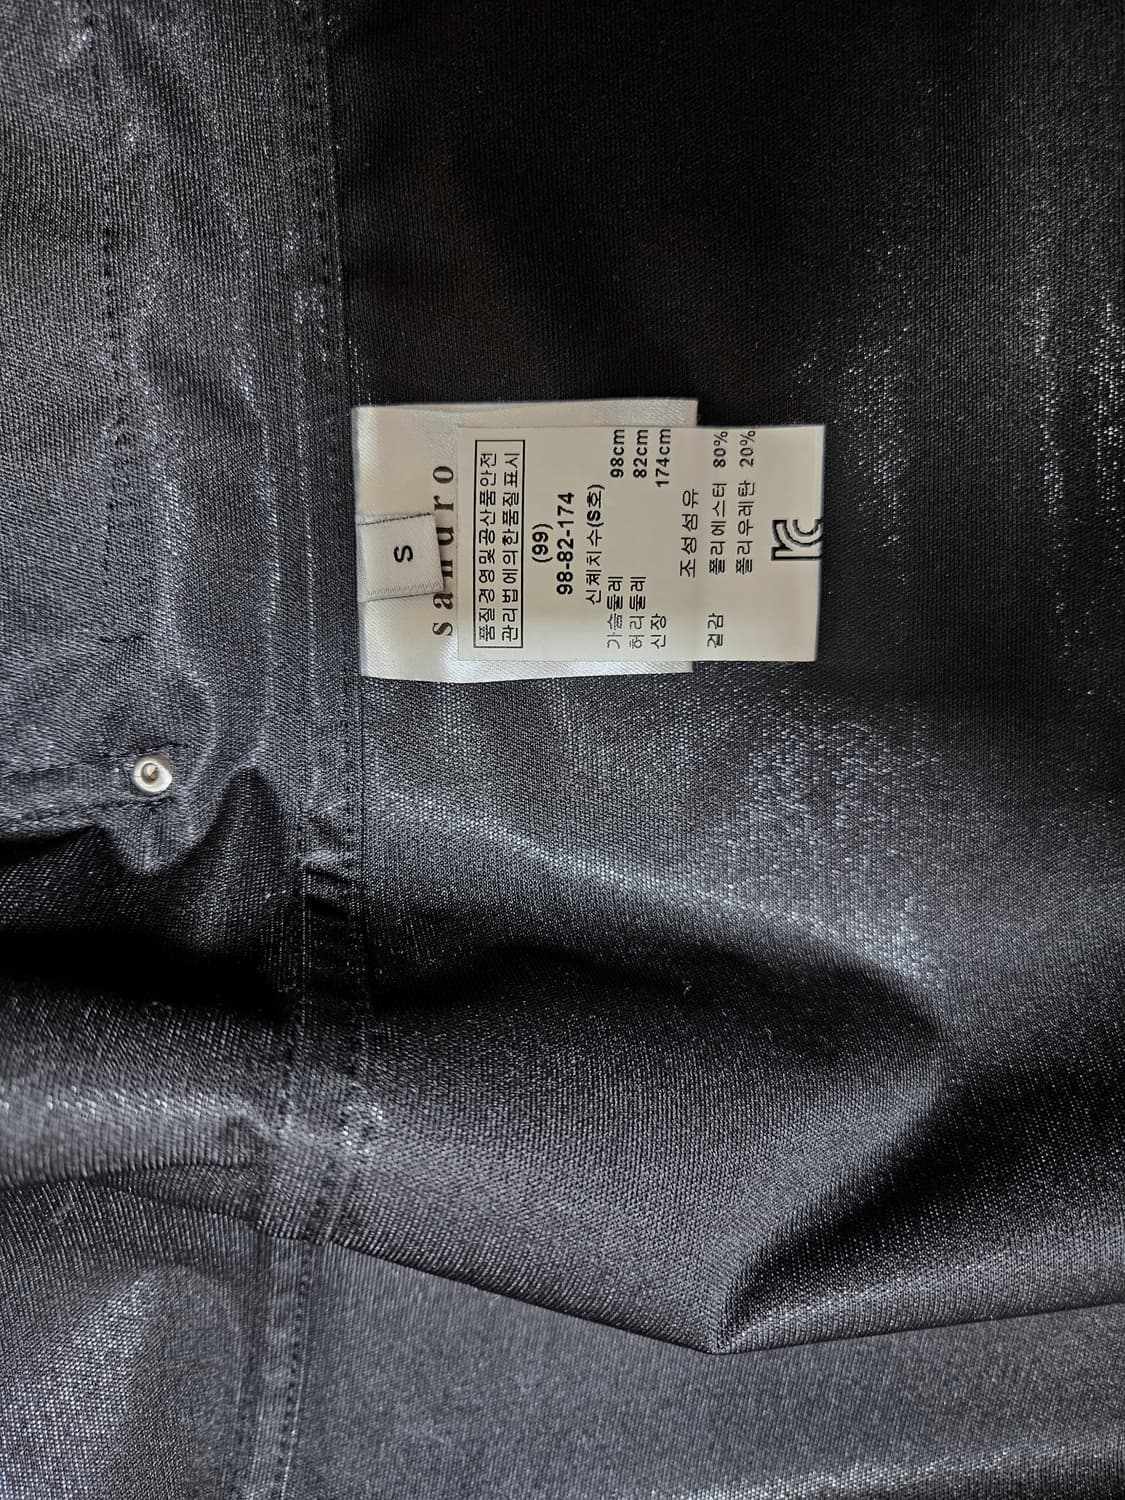 sandro
S
품질경영및공산품안전
관리법에의한품질표시
(99)
98-82-174
신체치수(S호)
가슴둘레 98cm
허리둘레 82cm
신장 174cm
조성섬유
겉감 폴리에스터 80%
폴리우레탄 20%